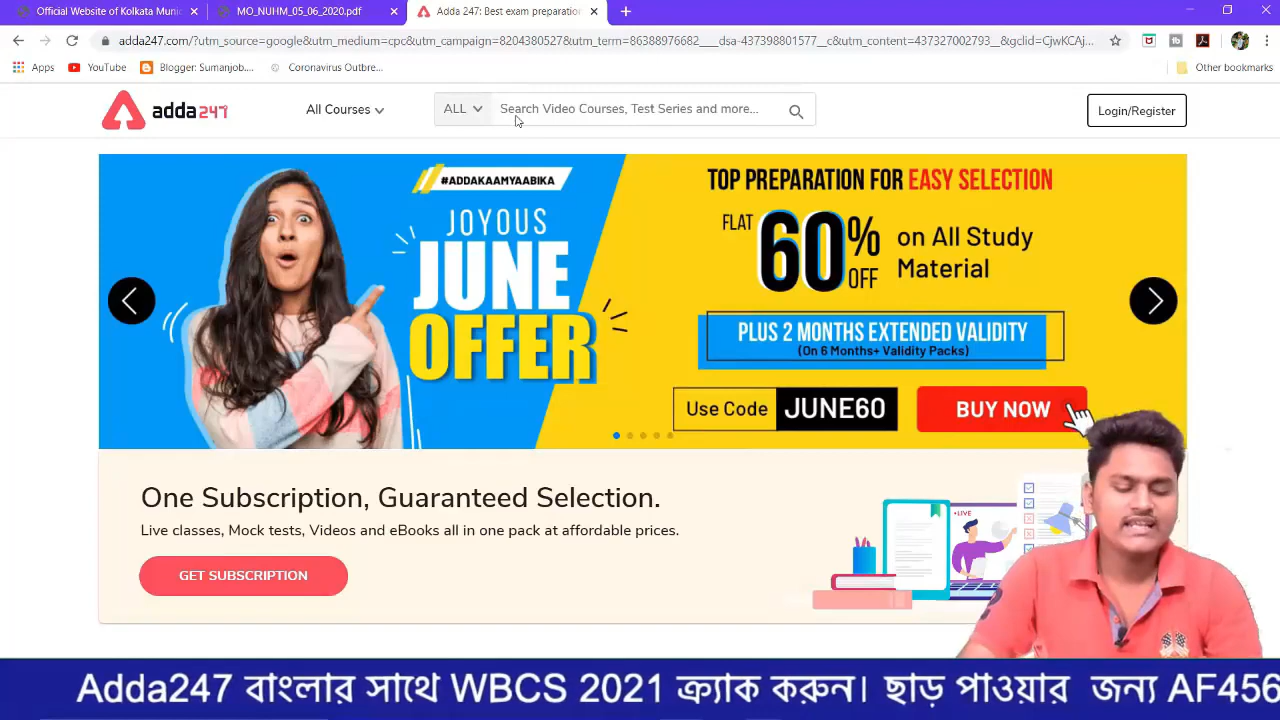 Official Website of Kolkata Munic
MO_NUHM_05_06_2020.pdf
Adda 247: Best exam preparation
adda247.com/?utm_source=google&utm_medium=cpc&utm_campaign=8204380527&utm_term=86388976682___dsa-437398801577__c&utm_content=437327002793__&gclid=CjwKCAj...
Apps
YouTube
Blogger: Sumanjob....
Coronavirus Outbre...
Other bookmarks
adda247
All Courses
ALL
Search Video Courses, Test Series and more...
Login/Register
#ADDAKAAMYAABIKA
JOYOUS
JUNE
OFFER
TOP PREPARATION FOR EASY SELECTION
FLAT 60% OFF on All Study Material
PLUS 2 MONTHS EXTENDED VALIDITY
(On 6 Months+ Validity Packs)
Use Code JUNE60
BUY NOW
One Subscription, Guaranteed Selection.
Live classes, Mock tests, Videos and eBooks all in one pack at affordable prices.
GET SUBSCRIPTION
LIVE
Adda247 বাংলার সাথে WBCS 2021 ক্র্যাক করুন। ছাড় পাওয়ার জন্য AF456